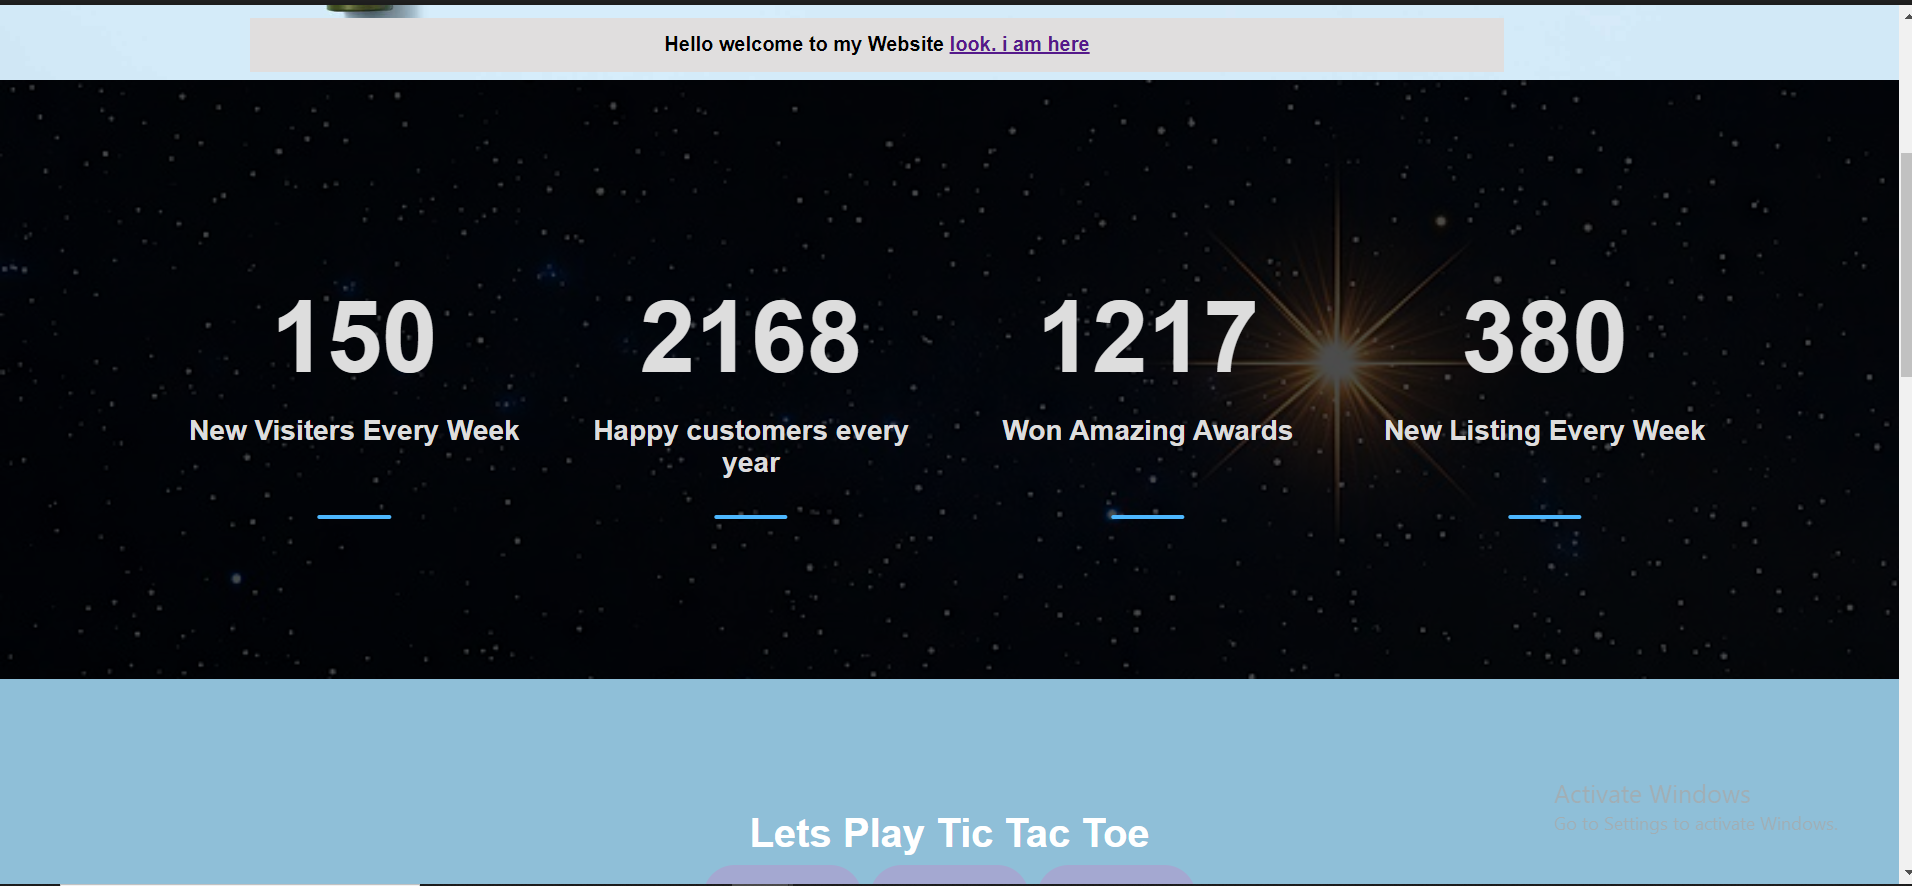 Hello welcome to my Website look. i am here
150
2168
1217
380
New Visiters Every Week
Happy customers every
year
Won Amazing Awards
New Listing Every Week
Lets Play Tic Tac Toe
Activate Windows
Go to Settings to activate Windows.